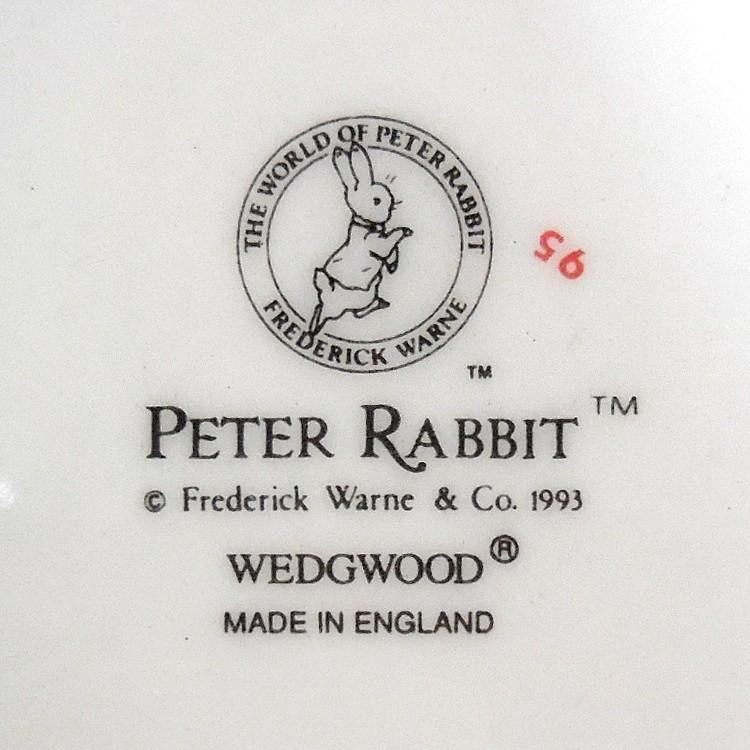 THE WORLD OF PETER RABBIT
FREDERICK WARNE
TM
95
PETER RABBIT TM
© Frederick Warne & Co. 1993
WEDGWOOD®
MADE IN ENGLAND